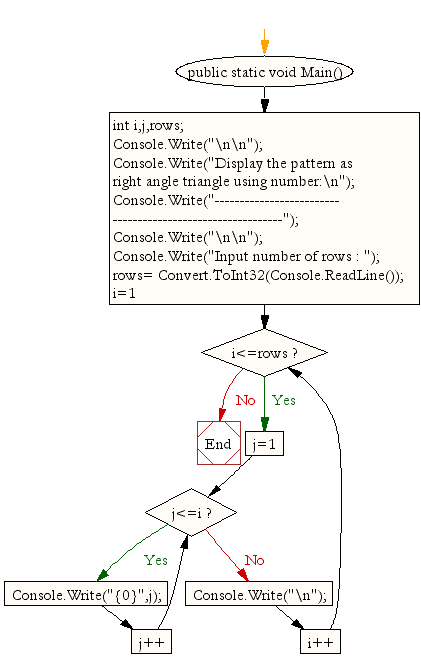 public static void Main()
int i,j,rows;
Console.Write("\n\n");
Console.Write("Display the pattern as
right angle triangle using number:\n");
Console.Write("-------------------------
----------------------------------");
Console.Write("\n\n");
Console.Write("Input number of rows : ");
rows= Convert.ToInt32(Console.ReadLine());
i=1
i<=rows ?
No
Yes
End
j=1
j<=i ?
Yes
No
Console.Write("{0}",j);
Console.Write("\n");
j++
i++